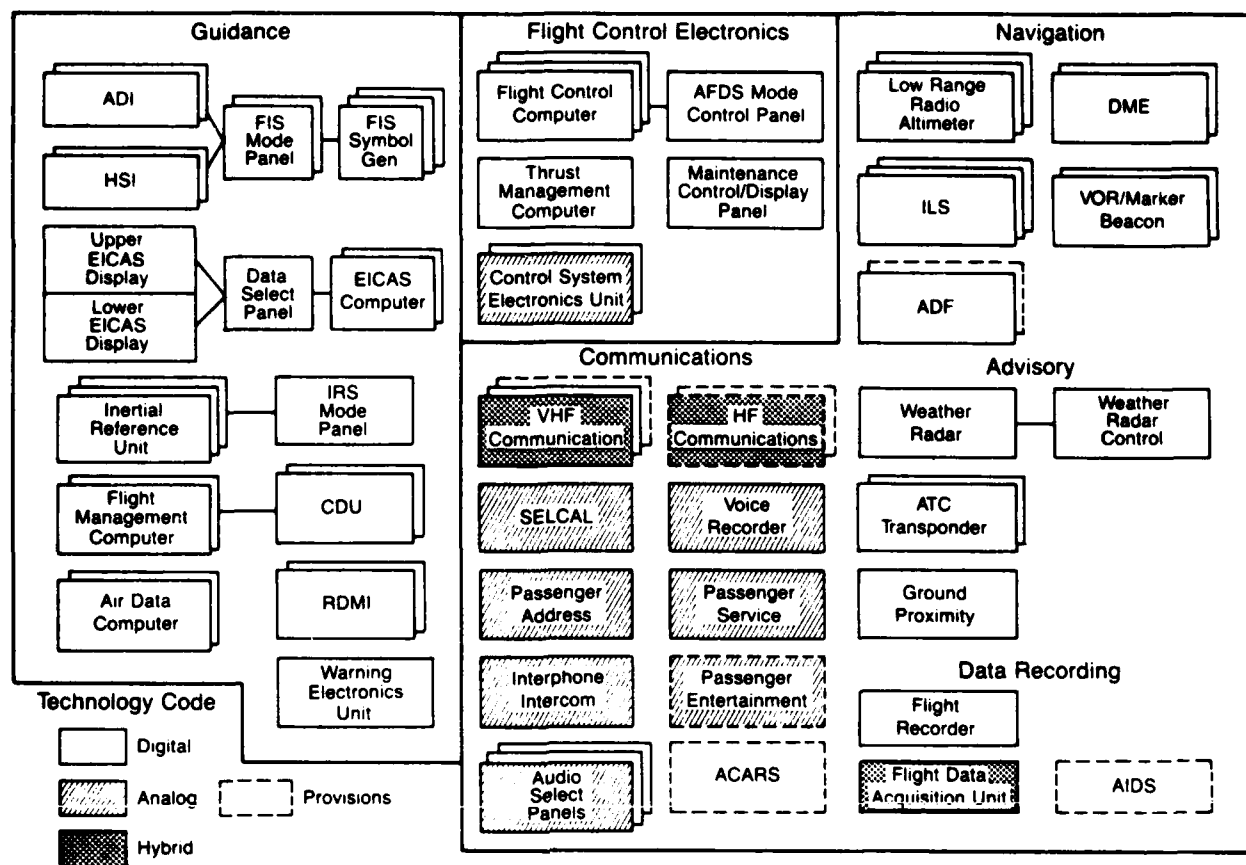 Guidance
ADI
HSI
FIS
Mode
Panel
FIS
Symbol
Gen
Upper
EICAS
Display
Lower
EICAS
Display
Data
Select
Panel
EICAS
Computer
Inertial
Reference
Unit
IRS
Mode
Panel
Flight
Management
Computer
CDU
Air Data
Computer
RDMI
Warning
Electronics
Unit
Flight Control Electronics
Flight Control
Computer
AFDS Mode
Control Panel
Thrust
Management
Computer
Maintenance
Control/Display
Panel
Control System
Electronics Unit
Navigation
Low Range
Radio
Altimeter
DME
ILS
VOR/Marker
Beacon
ADF
Communications
VHF
Communication
HF
Communications
SELCAL
Voice
Recorder
Passenger
Address
Passenger
Service
Interphone
Intercom
Passenger
Entertainment
Audio
Select
Panels
ACARS
Advisory
Weather
Radar
Weather
Radar
Control
ATC
Transponder
Ground
Proximity
Data Recording
Flight
Recorder
Flight Data
Acquisition Unit
AIDS
Technology Code
Digital
Analog
Provisions
Hybrid